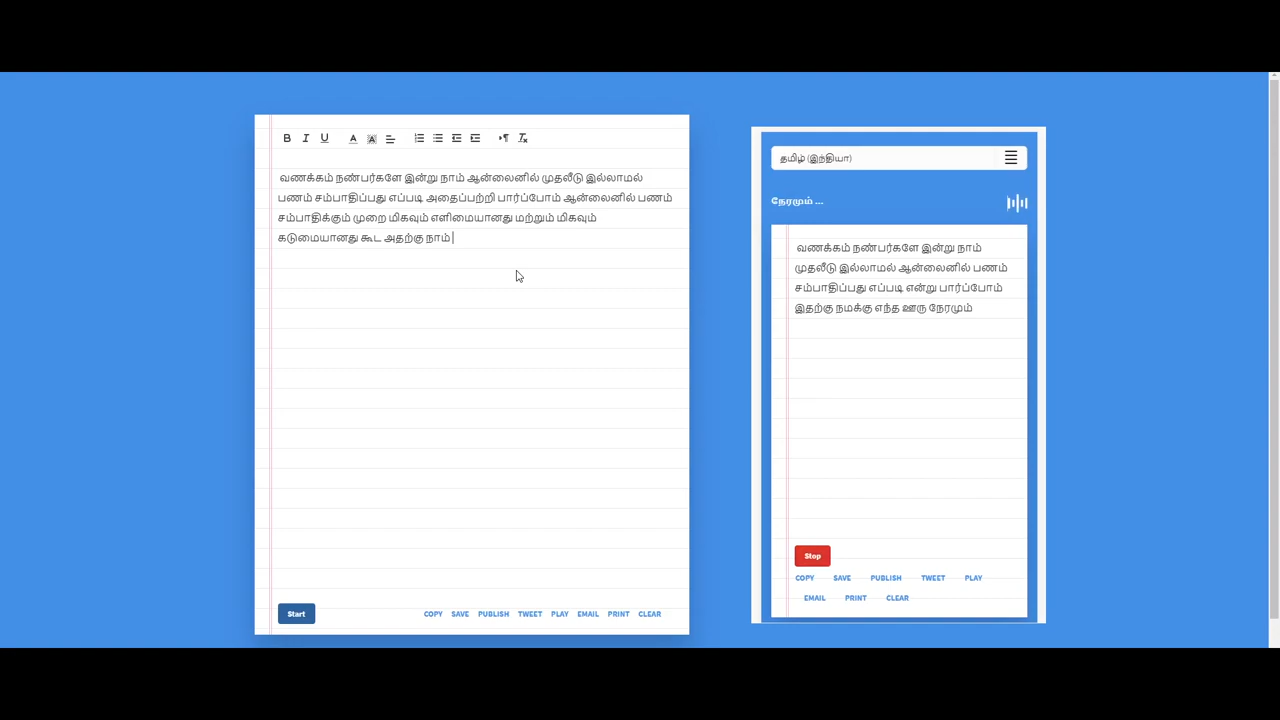 B I U A A
வணக்கம் நண்பர்களே இன்று நாம் ஆன்லைனில் முதலீடு இல்லாமல்
பணம் சம்பாதிப்பது எப்படி அதைப்பற்றி பார்ப்போம் ஆன்லைனில் பணம்
சம்பாதிக்கும் முறை மிகவும் எளிமையானது மற்றும் மிகவும்
கடுமையானது கூட அதற்கு நாம்
Start COPY SAVE PUBLISH TWEET PLAY EMAIL PRINT CLEAR
தமிழ் (இந்தியா)
நேரமும் ...
வணக்கம் நண்பர்களே இன்று நாம்
முதலீடு இல்லாமல் ஆன்லைனில் பணம்
சம்பாதிப்பது எப்படி என்று பார்ப்போம்
இதற்கு நமக்கு எந்த ஊரு நேரமும்
Stop
COPY SAVE PUBLISH TWEET PLAY
EMAIL PRINT CLEAR